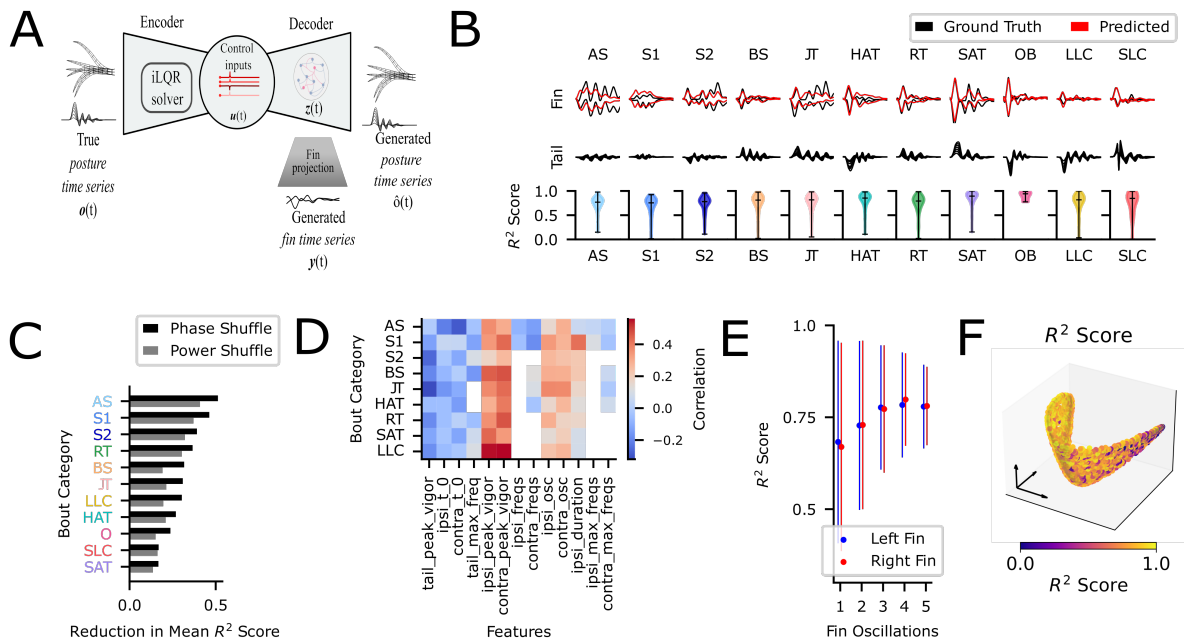 A
Encoder
Decoder
iLQR
solver
Control
inputs
u(t)
z(t)
True
posture
time series
o(t)
Fin
projection
Generated
fin time series
y(t)
Generated
posture
time series
ô(t)
B
Ground Truth
Predicted
AS S1 S2 BS JT HAT RT SAT OB LLC SLC
Fin
Tail
R² Score
1.0
0.5
0.0
AS S1 S2 BS JT HAT RT SAT OB LLC SLC
C
Phase Shuffle
Power Shuffle
Bout Category
AS
S1
S2
RT
BS
JT
LLC
HAT
O
SLC
SAT
0.0 0.5
Reduction in Mean R² Score
D
Bout Category
AS
S1
S2
BS
JT
HAT
RT
SAT
LLC
tail_peak_vigor
ipsi_t_0
contra_t_0
tail_max_freq
ipsi_peak_vigor
contra_peak_vigor
ipsi_freqs
contra_freqs
ipsi_osc
contra_osc
ipsi_duration
ipsi_max_freqs
contra_max_freqs
Features
0.4
0.2
0.0
−0.2
Correlation
E
R² Score
1.0
0.75
0.5
Left Fin
Right Fin
1 2 3 4 5
Fin Oscillations
F
R² Score
0.0 1.0
R² Score